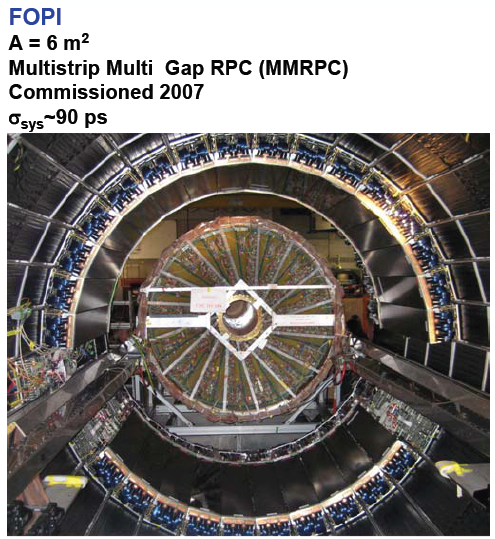 FOPI
A = 6 m²
Multistrip Multi  Gap RPC (MMRPC)
Commissioned 2007
σsys~90 ps